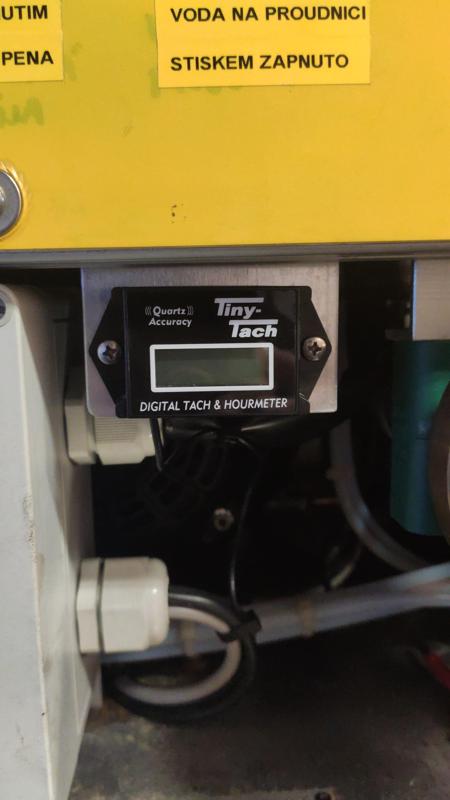 UTIM
PENA
VODA NA PROUDNICI
STISKEM ZAPNUTO
Quartz
Accuracy
Tiny-
Tach
DIGITAL TACH & HOURMETER